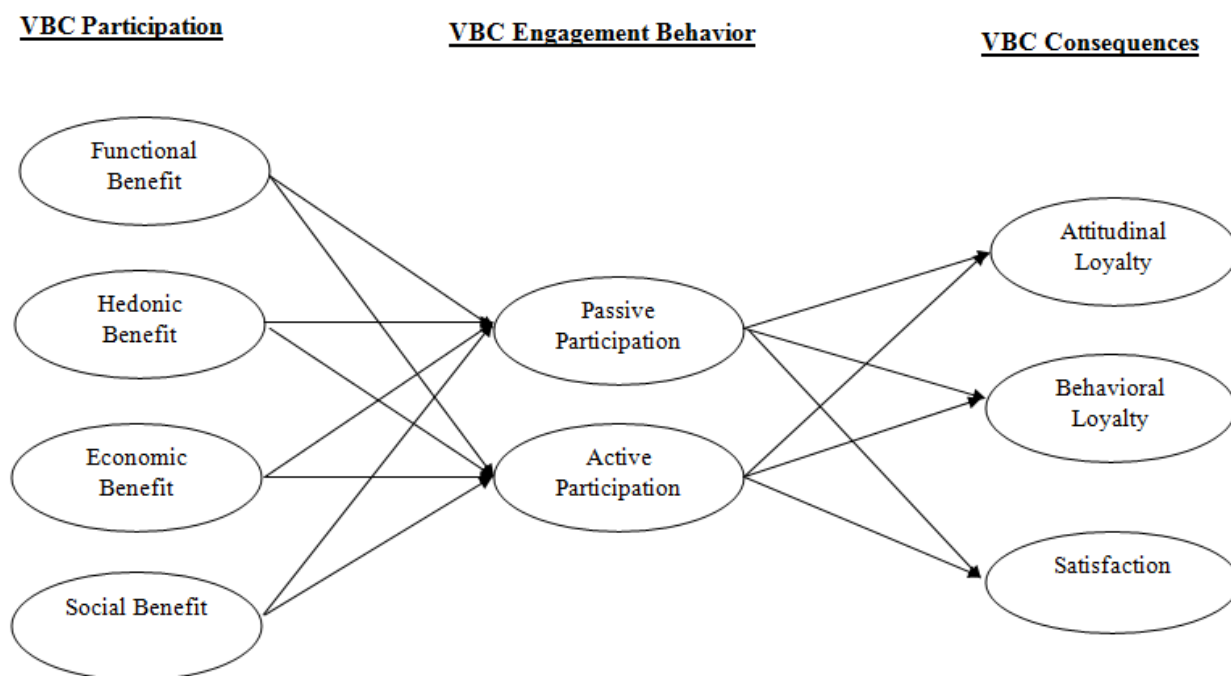 VBC Participation
VBC Engagement Behavior
VBC Consequences
Functional
Benefit
Hedonic
Benefit
Economic
Benefit
Social Benefit
Passive
Participation
Active
Participation
Attitudinal
Loyalty
Behavioral
Loyalty
Satisfaction